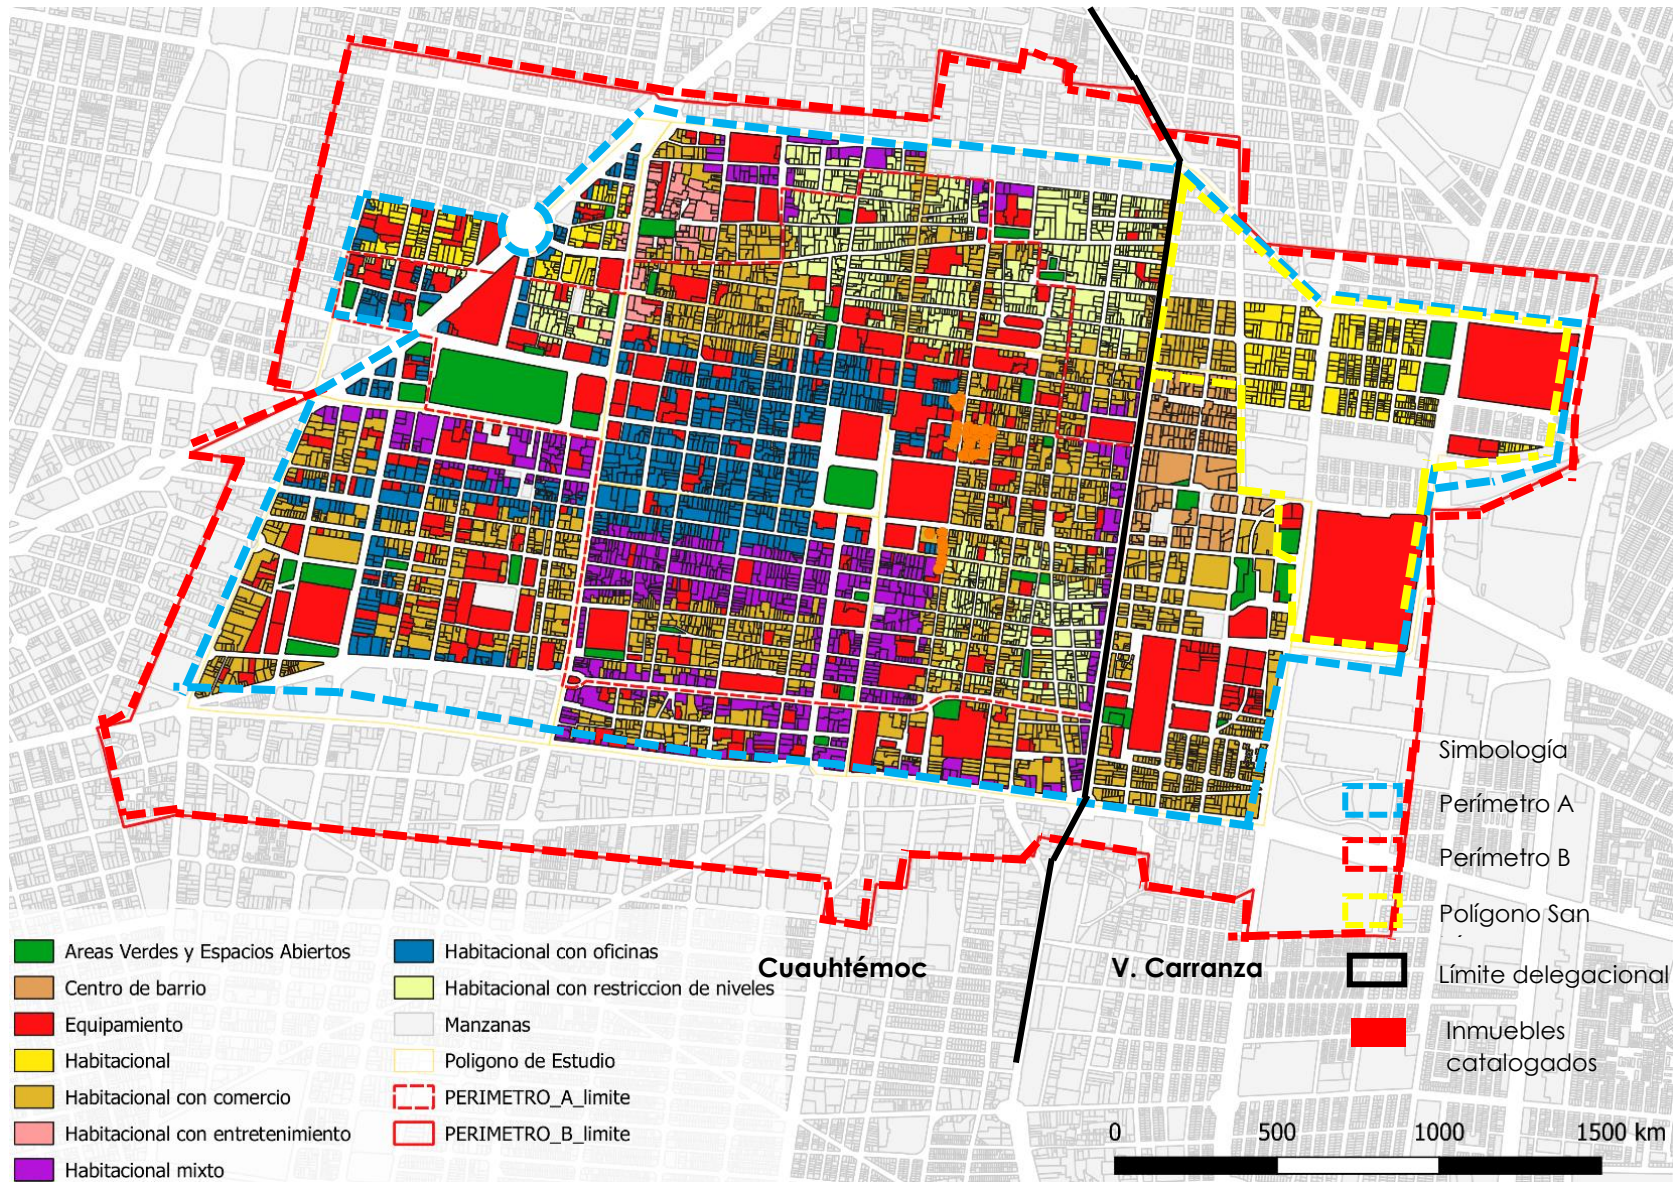 Simbología
Perímetro A
Perímetro B
Polígono San
Límite delegacional
Inmuebles
catalogados
Cuauhtémoc
V. Carranza
Areas Verdes y Espacios Abiertos
Centro de barrio
Equipamiento
Habitacional
Habitacional con comercio
Habitacional con entretenimiento
Habitacional mixto
Habitacional con oficinas
Habitacional con restriccion de niveles
Manzanas
Poligono de Estudio
PERIMETRO_A_limite
PERIMETRO_B_limite
0 500 1000 1500 km